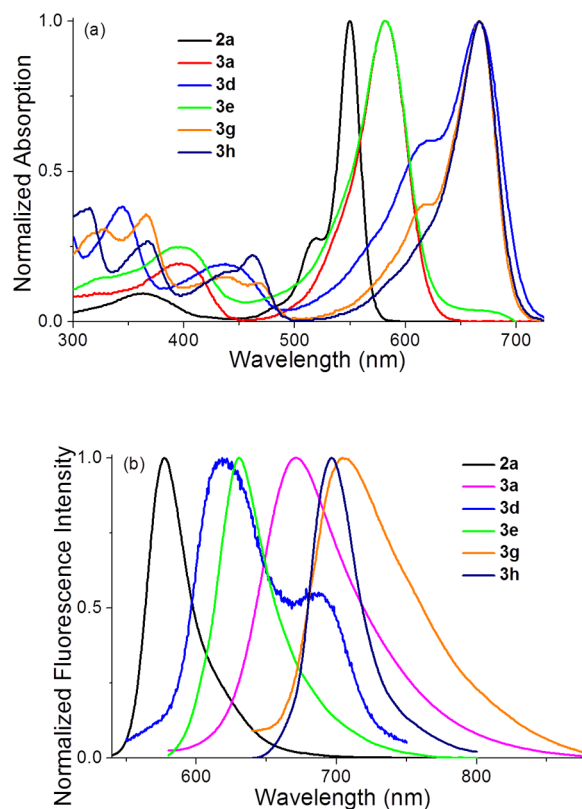 (a)
2a
3a
3d
3e
3g
3h
Normalized Absorption
1.0
0.5
0.0
300 400 500 600 700
Wavelength (nm)
(b)
2a
3a
3d
3e
3g
3h
Normalized Fluorescence Intensity
1.0
0.5
0.0
600 700 800
Wavelength (nm)